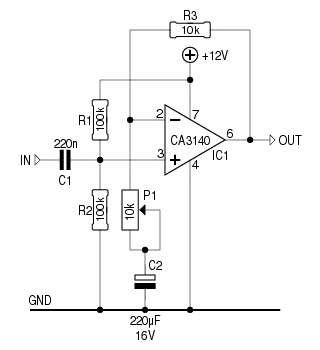 R3
10k
+12V
R1
100k
2
7
CA3140
6
OUT
IC1
220n
IN
3
4
C1
R2
100k
10k
P1
C2
GND
220µF
16V